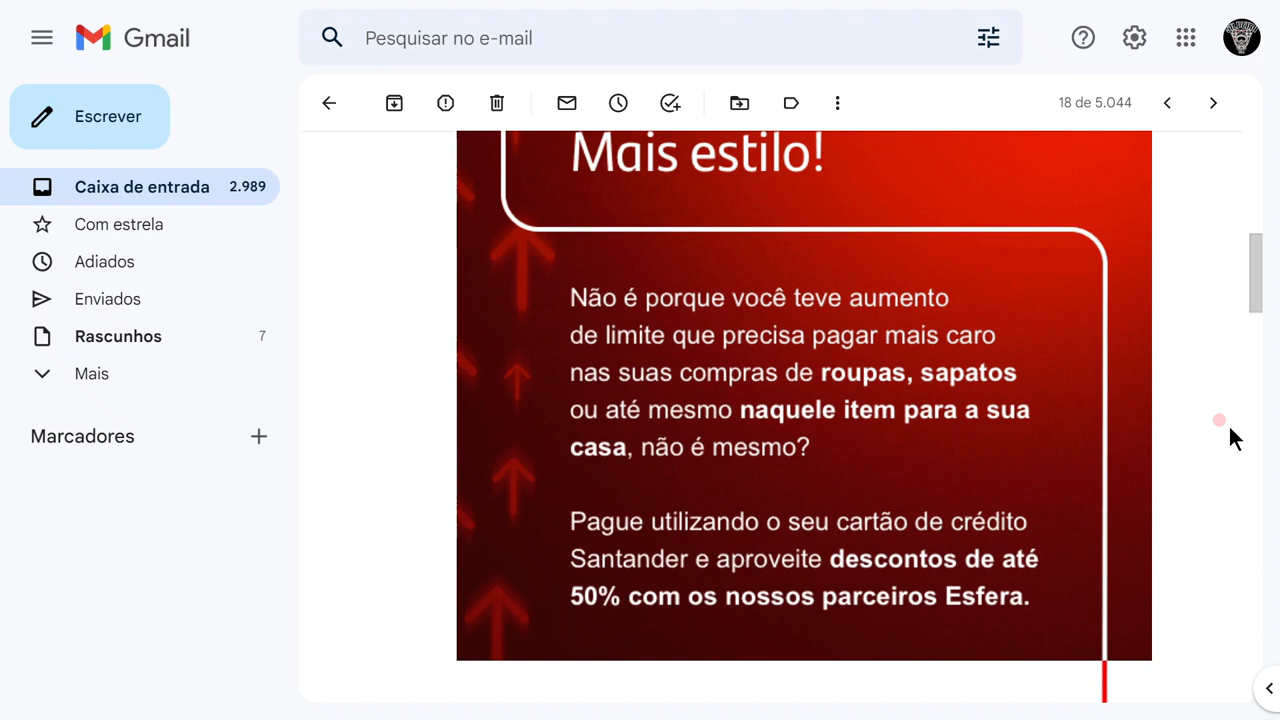 Gmail
Pesquisar no e-mail
Escrever
18 de 5.044
Caixa de entrada 2.989
Com estrela
Adiados
Enviados
Rascunhos 7
Mais
Marcadores
Mais estilo!
Não é porque você teve aumento
de limite que precisa pagar mais caro
nas suas compras de roupas, sapatos
ou até mesmo naquele item para a sua
casa, não é mesmo?
Pague utilizando o seu cartão de crédito
Santander e aproveite descontos de até
50% com os nossos parceiros Esfera.